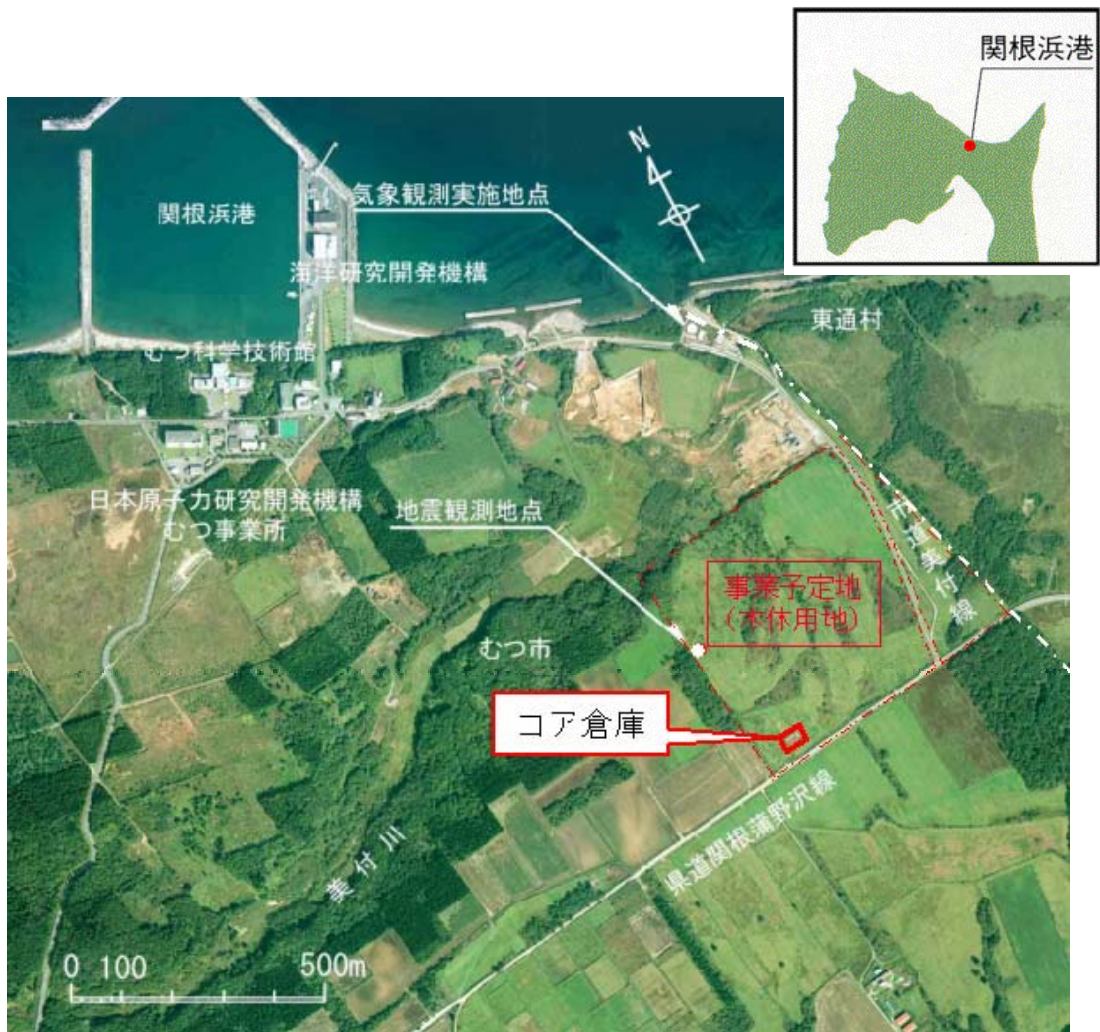 関根浜港
N
気象観測実施地点
関根浜港
海洋研究開発機構
東通村
むつ科学技術館
日本原子力研究開発機構
むつ事業所
地震観測地点
市道美付線
事業予定地
(木休用地)
むつ市
コア倉庫
県道関根蒲野沢線
美付川
0 100 500m